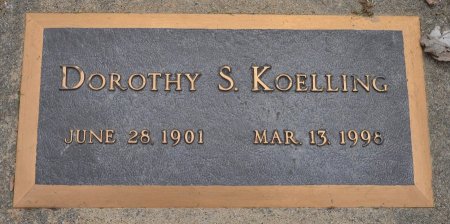 DOROTHY S. KOELLING
JUNE 28, 1901 MAR. 13, 1998